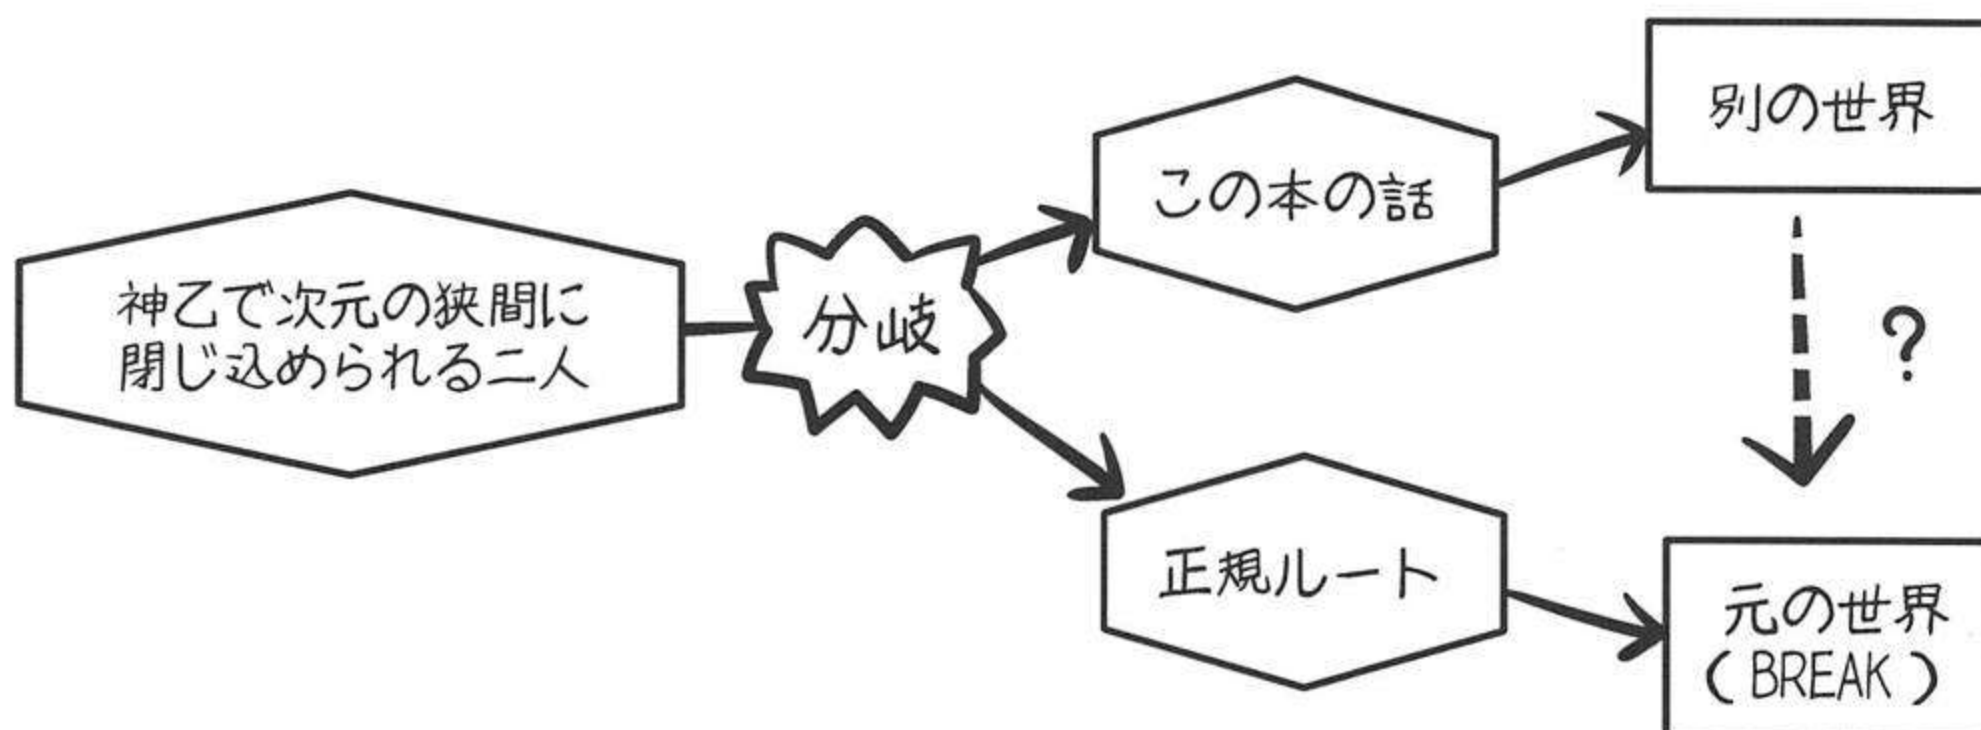 神乙で次元の狭間に
閉じ込められる二人
分岐
この本の話
別の世界
?
正規ルート
元の世界
(BREAK)